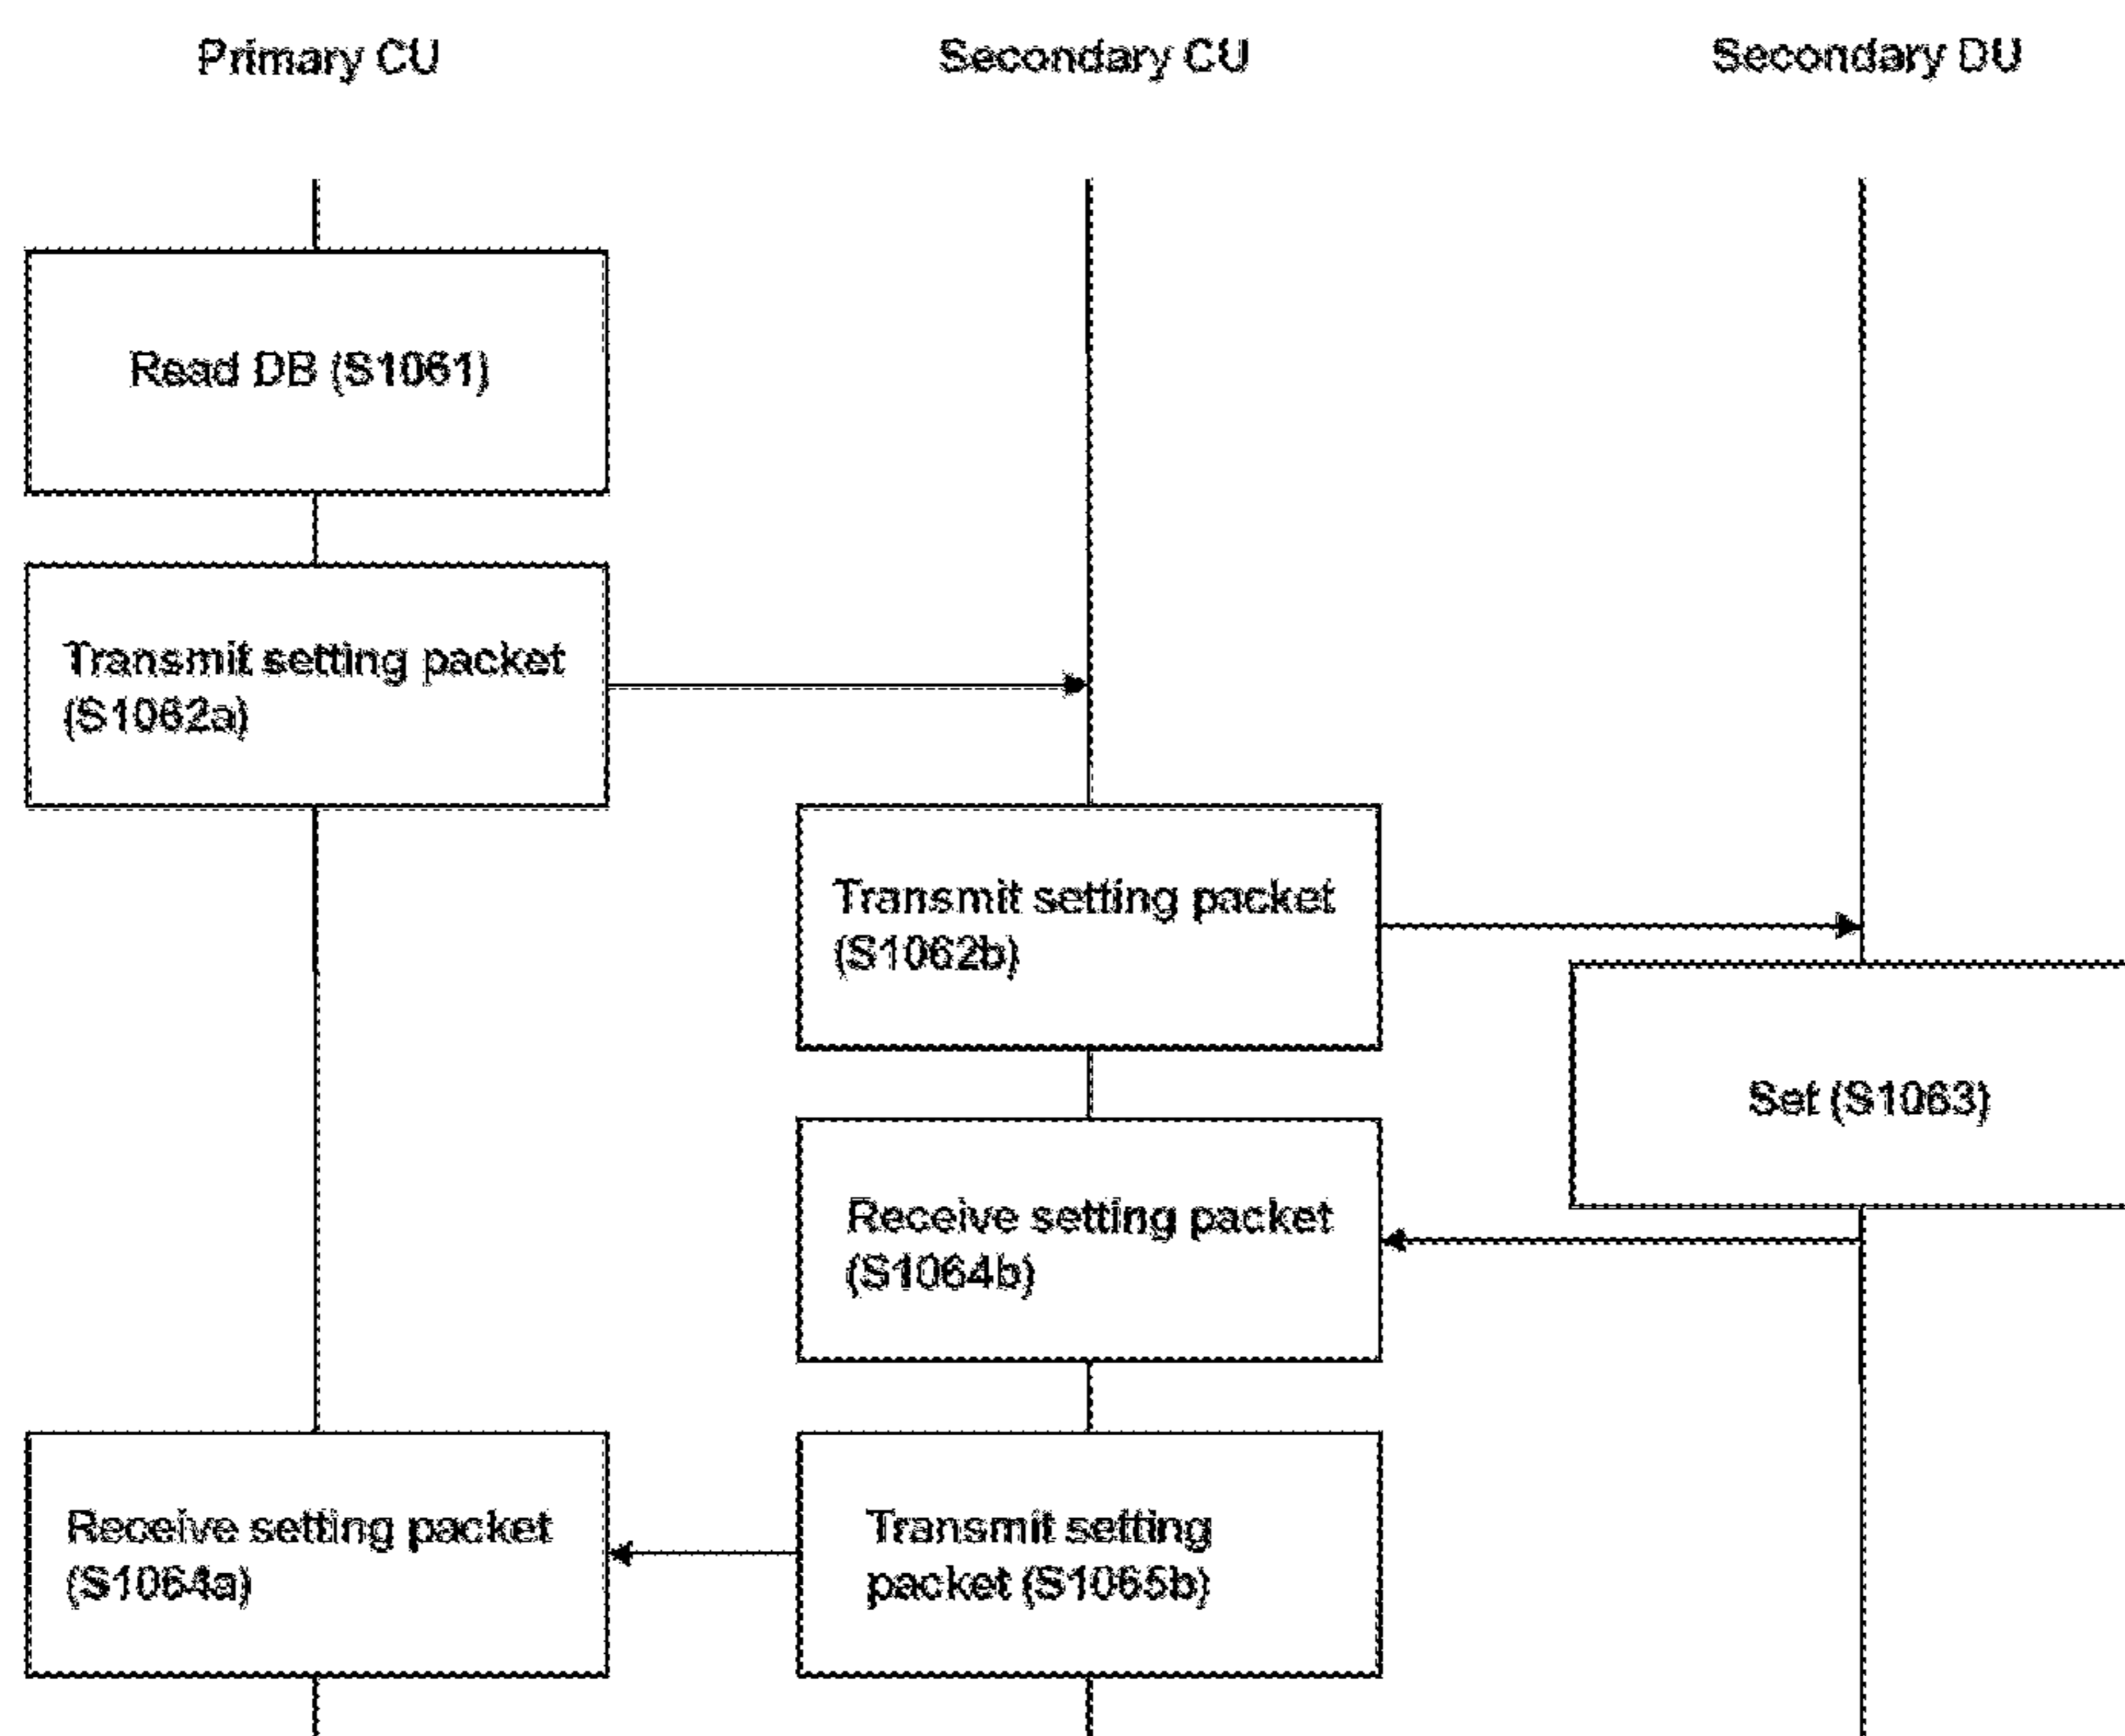 Primary CU
Secondary CU
Secondary DU
Read DB (S1061)
Transmit setting packet
(S1062a)
Transmit setting packet
(S1062b)
Set (S1063)
Receive setting packet
(S1064b)
Receive setting packet
(S1064a)
Transmit setting
packet (S1065b)